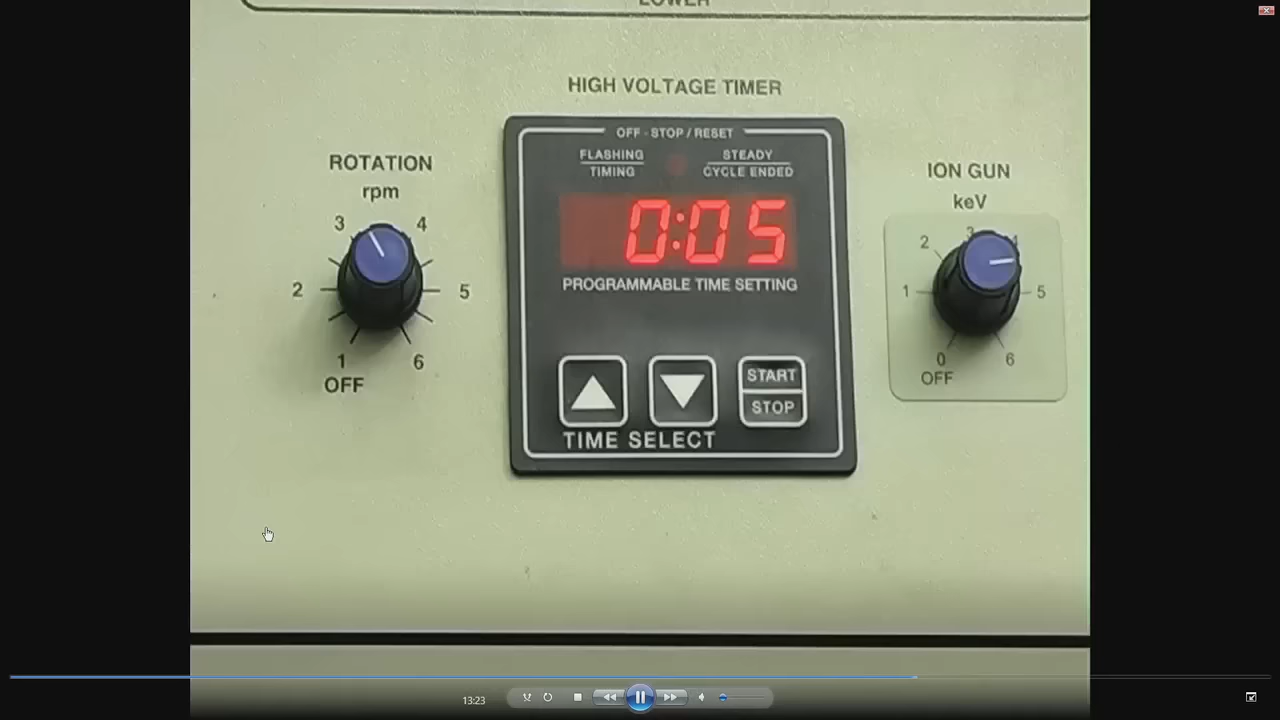 LOWER
HIGH VOLTAGE TIMER
OFF - STOP / RESET
FLASHING
TIMING
STEADY
CYCLE ENDED
0:05
PROGRAMMABLE TIME SETTING
START
STOP
TIME SELECT
ROTATION
rpm
3 4
2 5
1 6
OFF
ION GUN
keV
2 3 4
1 5
0 6
OFF
13:23